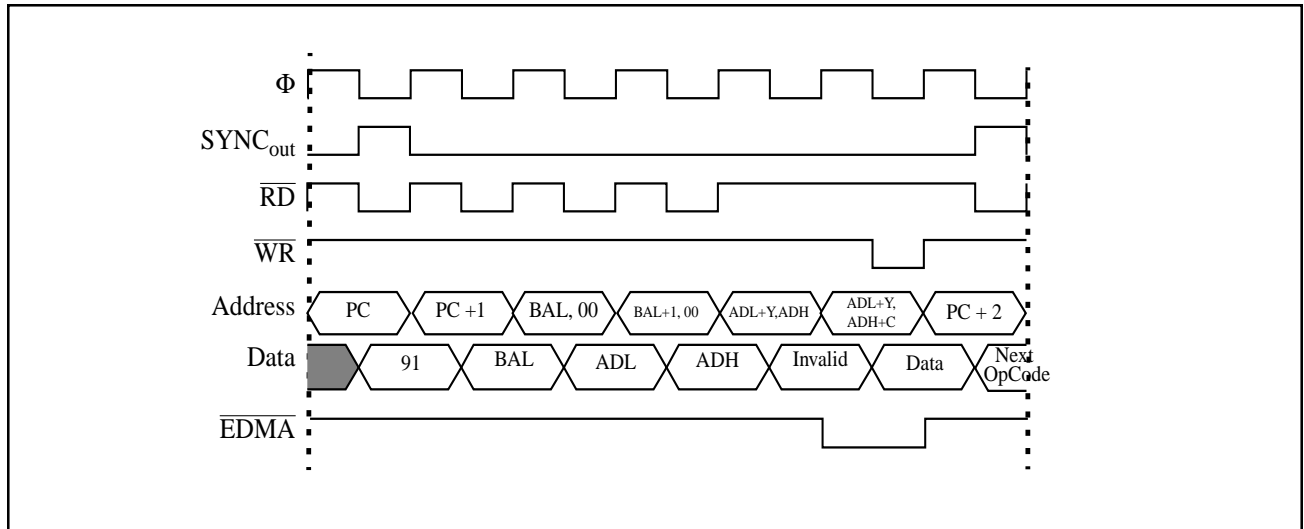 Φ
SYNCout
RD
WR
Address PC PC +1 BAL, 00 BAL+1, 00 ADL+Y,ADH ADL+Y, ADH+C PC + 2
Data 91 BAL ADL ADH Invalid Data Next OpCode
EDMA